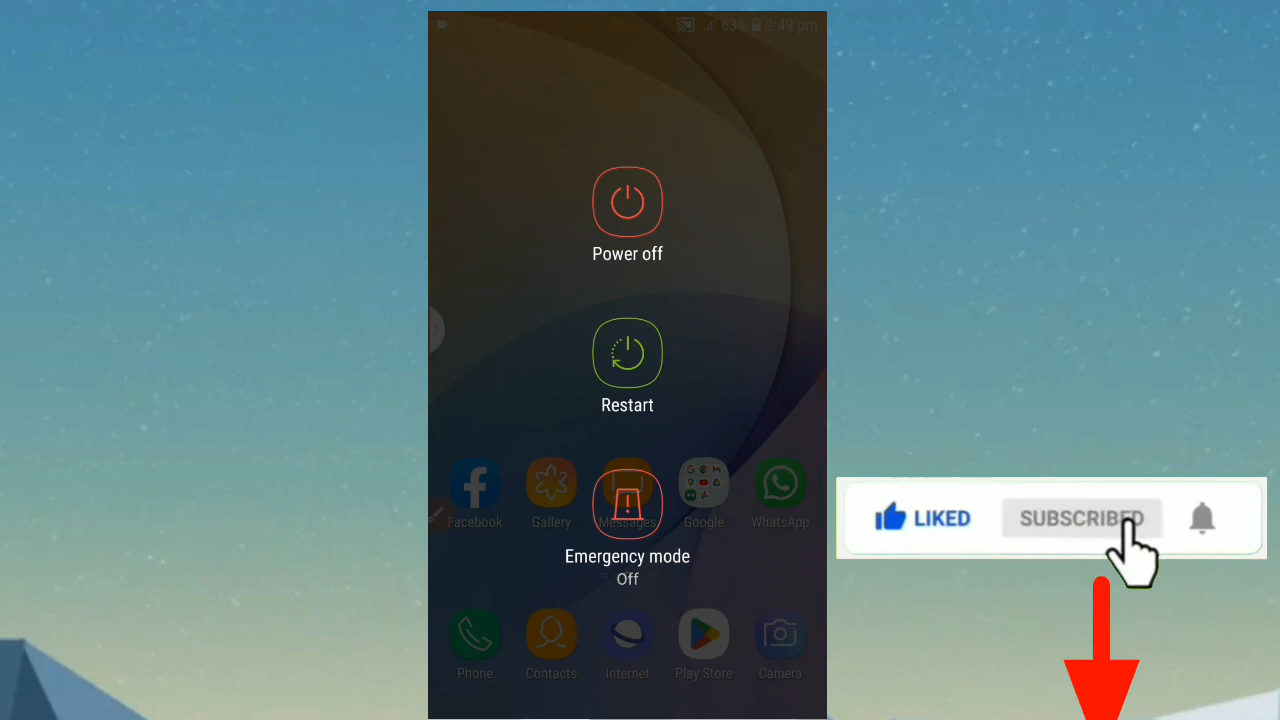 63% 2:49 pm
Power off
Restart
Facebook Gallery Messages Google WhatsApp
Emergency mode
Off
Phone Contacts Internet Play Store Camera
LIKED SUBSCRIBED